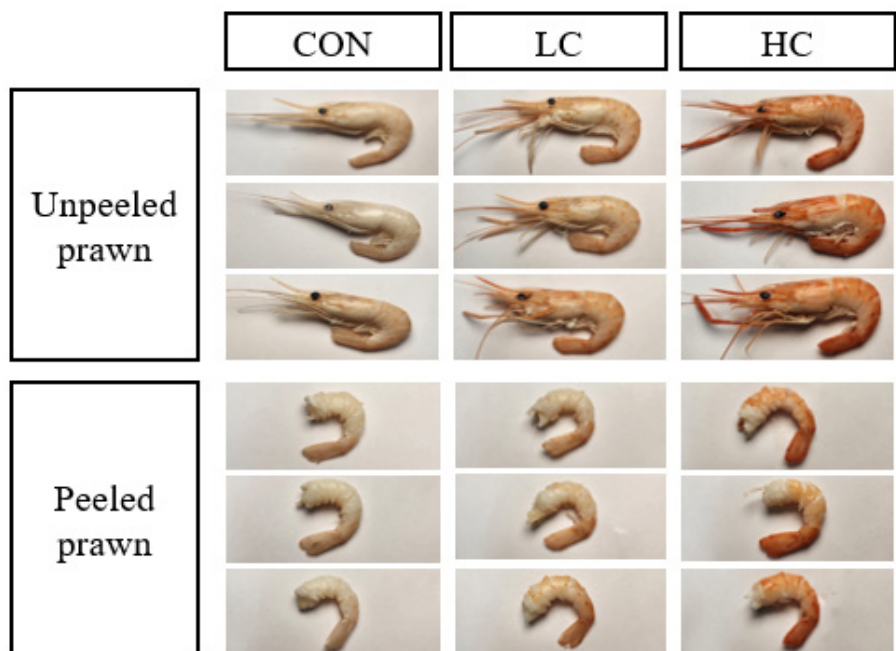 CON
LC
HC
Unpeeled
prawn
Peeled
prawn